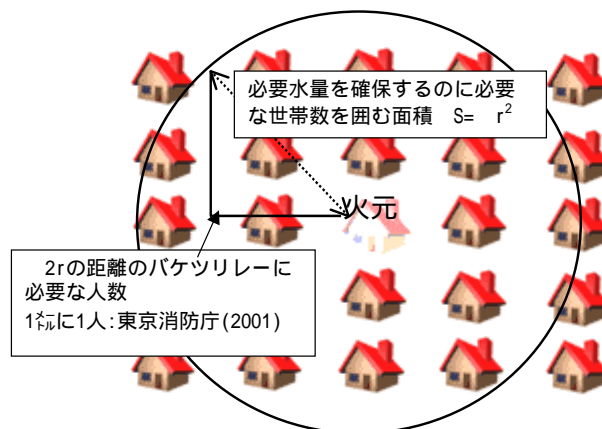 必要水量を確保するのに必要
な世帯数を囲む面積　S=　r²
火元
2rの距離のバケツリレーに
必要な人数
1㍍に1人:東京消防庁(2001)